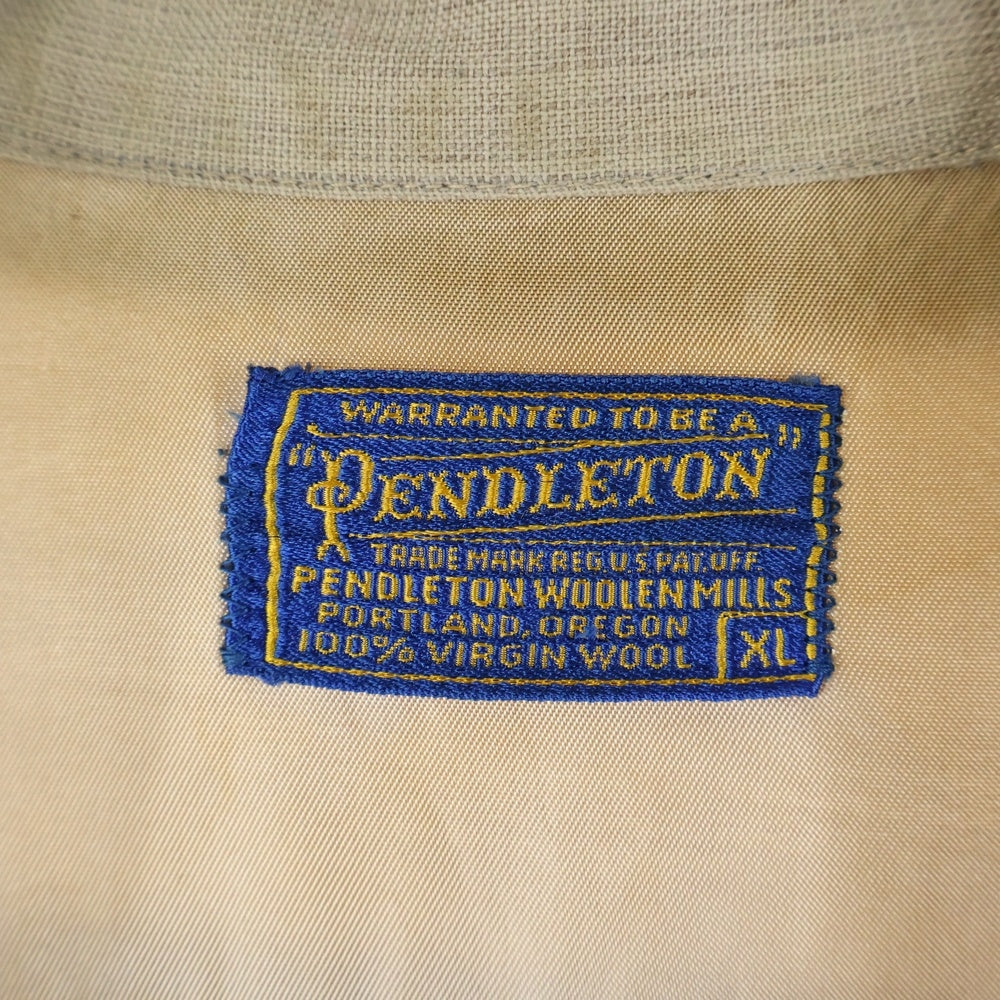 WARRANTED TO BE A
"PENDLETON"
TRADE MARK REG. U.S. PAT. OFF.
PENDLETON WOOLEN MILLS
PORTLAND, OREGON
100% VIRGIN WOOL
XL